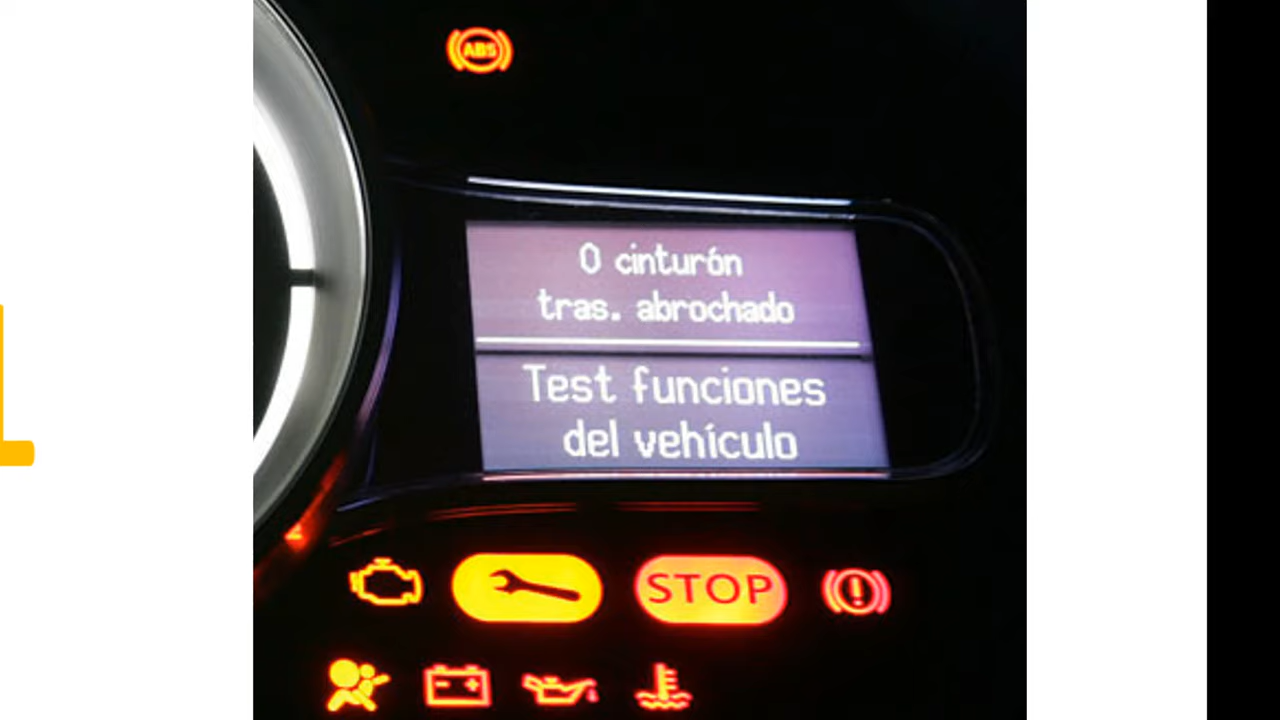 ABS
0 cinturón
tras. abrochado
Test funciones
del vehículo
STOP